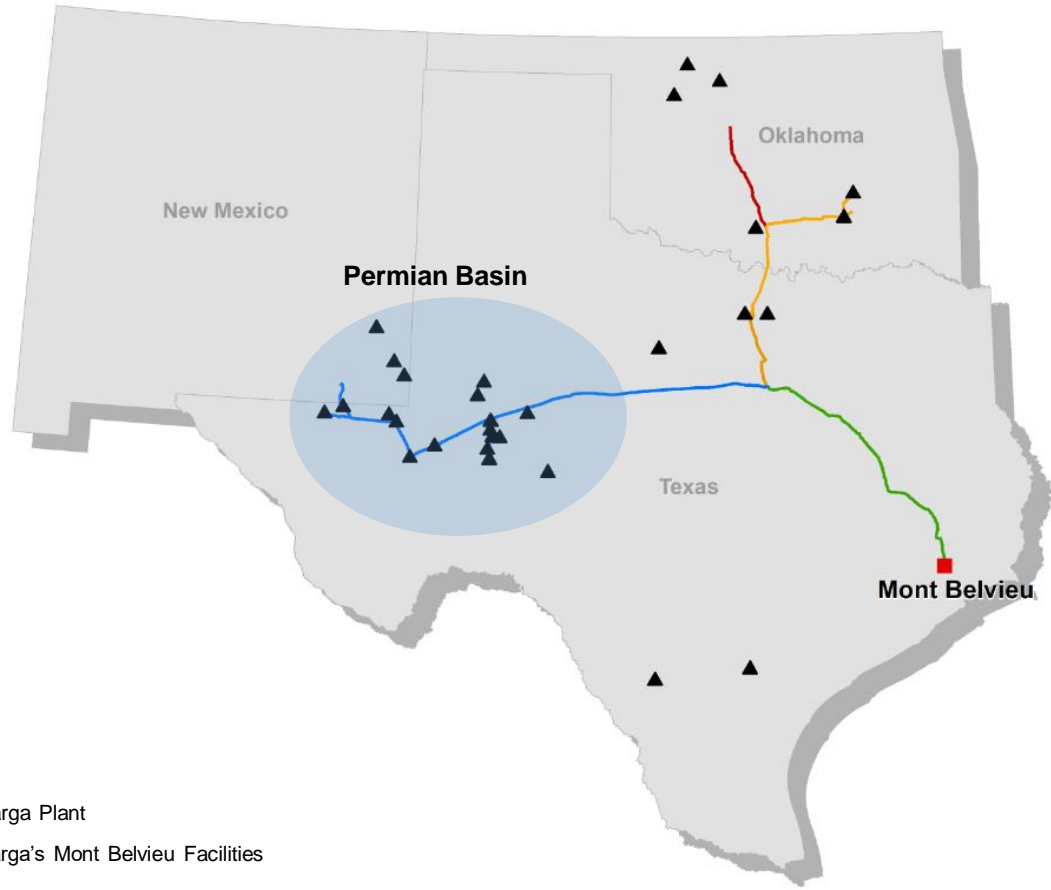 Oklahoma
New Mexico
Permian Basin
Texas
Mont Belvieu
arga Plant
arga's Mont Belvieu Facilities